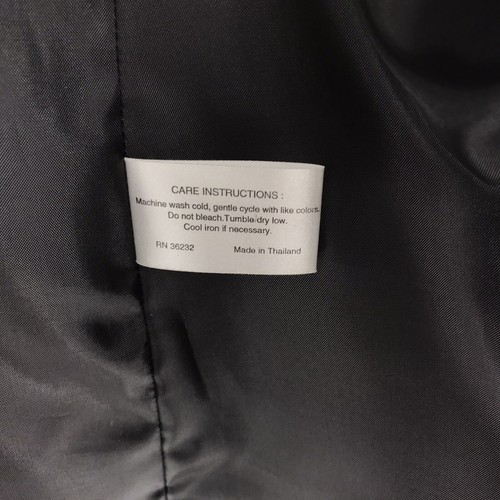 CARE INSTRUCTIONS :
Machine wash cold, gentle cycle with like colors.
Do not bleach.Tumble dry low.
Cool iron if necessary.
RN 36232 Made in Thailand